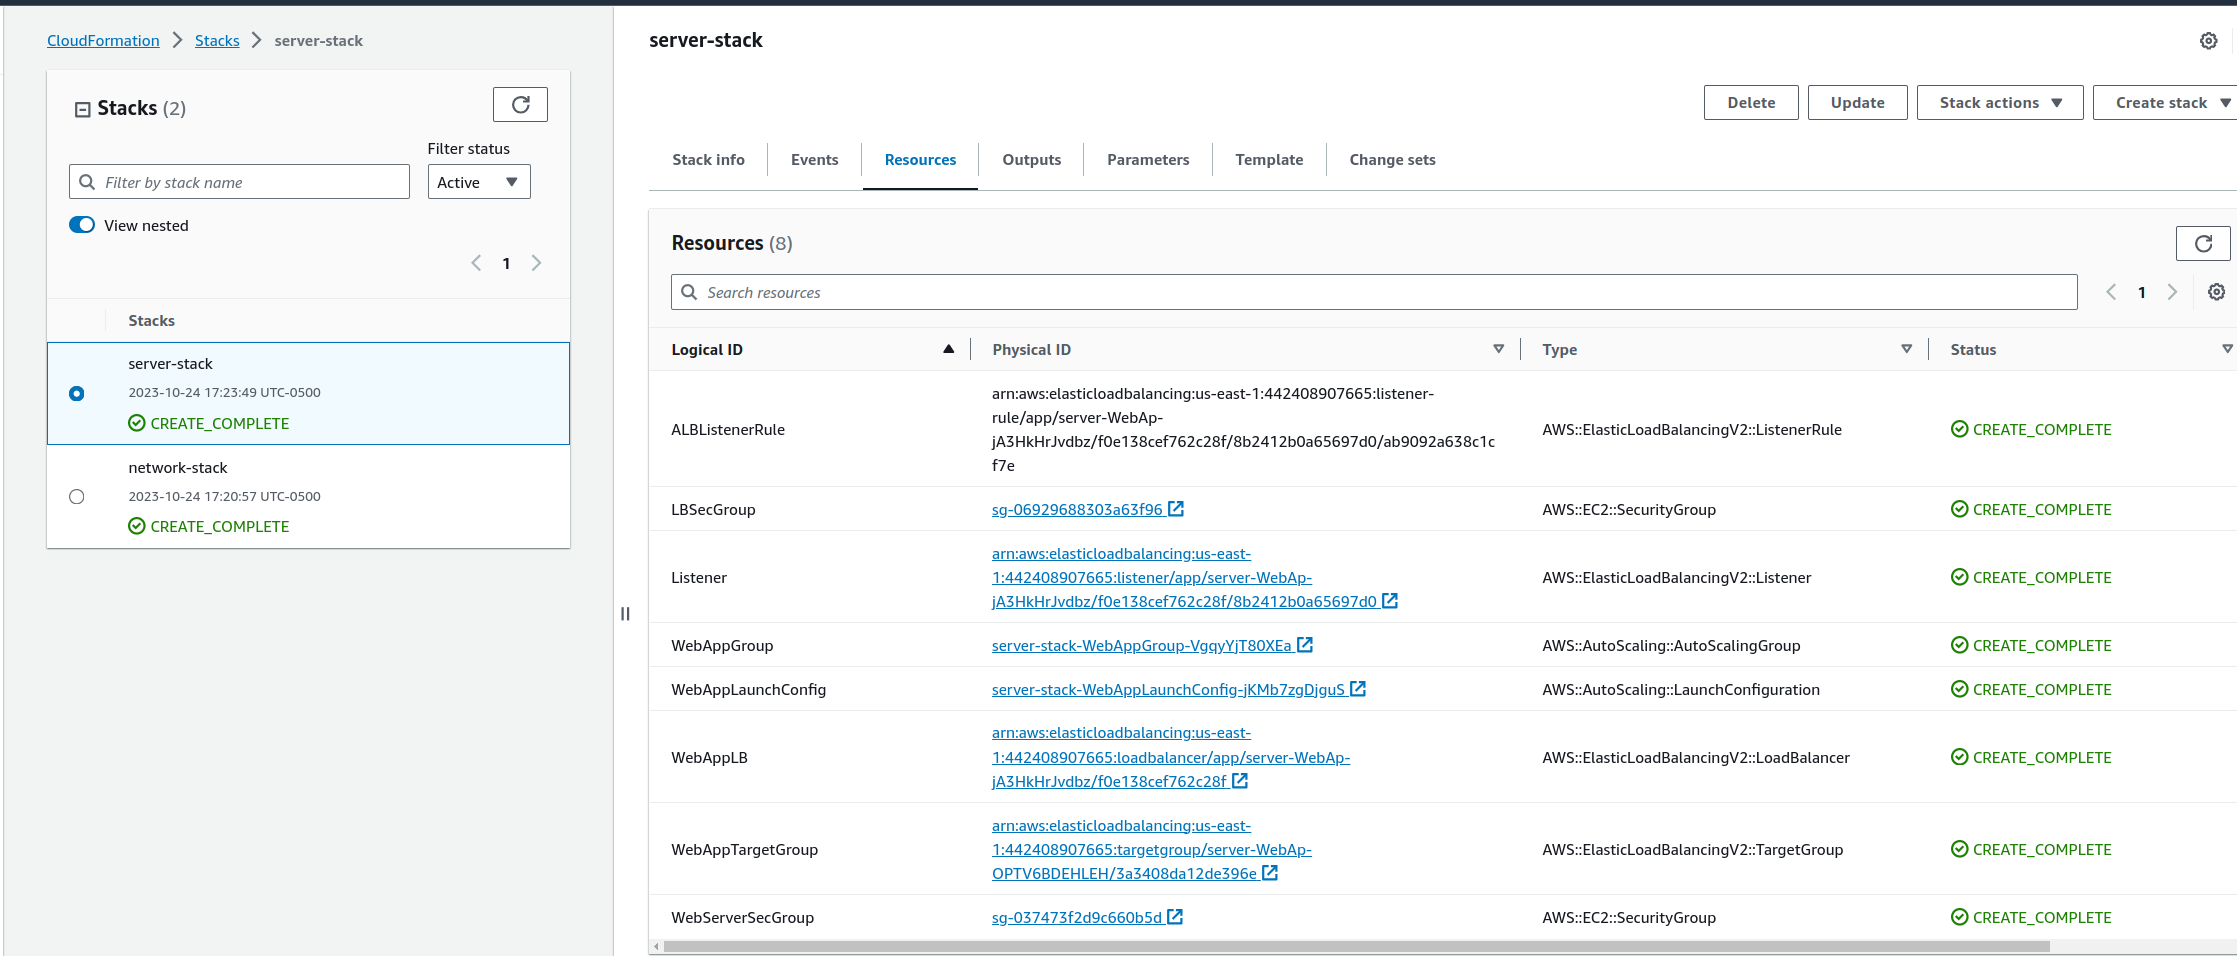 CloudFormation > Stacks > server-stack
Stacks (2)
Filter status
Filter by stack name
Active
View nested
1
Stacks
server-stack
2023-10-24 17:23:49 UTC-0500
CREATE_COMPLETE
network-stack
2023-10-24 17:20:57 UTC-0500
CREATE_COMPLETE
server-stack
Delete Update Stack actions Create stack
Stack info Events Resources Outputs Parameters Template Change sets
Resources (8)
Search resources
1
Logical ID Physical ID Type Status
ALBListenerRule
arn:aws:elasticloadbalancing:us-east-1:442408907665:listener-
rule/app/server-WebAp-
jA3HkHrJvdbz/f0e138cef762c28f/8b2412b0a65697d0/ab9092a638c1c
f7e
AWS::ElasticLoadBalancingV2::ListenerRule
CREATE_COMPLETE
LBSecGroup sg-06929688303a63f96 AWS::EC2::SecurityGroup CREATE_COMPLETE
Listener
arn:aws:elasticloadbalancing:us-east-
1:442408907665:listener/app/server-WebAp-
jA3HkHrJvdbz/f0e138cef762c28f/8b2412b0a65697d0
AWS::ElasticLoadBalancingV2::Listener
CREATE_COMPLETE
WebAppGroup server-stack-WebAppGroup-VgqyYjT80XEa AWS::AutoScaling::AutoScalingGroup CREATE_COMPLETE
WebAppLaunchConfig server-stack-WebAppLaunchConfig-jKMb7zgDjguS AWS::AutoScaling::LaunchConfiguration CREATE_COMPLETE
WebAppLB
arn:aws:elasticloadbalancing:us-east-
1:442408907665:loadbalancer/app/server-WebAp-
jA3HkHrJvdbz/f0e138cef762c28f
AWS::ElasticLoadBalancingV2::LoadBalancer
CREATE_COMPLETE
WebAppTargetGroup
arn:aws:elasticloadbalancing:us-east-
1:442408907665:targetgroup/server-WebAp-
OPTV6BDEHLEH/3a3408da12de396e
AWS::ElasticLoadBalancingV2::TargetGroup
CREATE_COMPLETE
WebServerSecGroup sg-037473f2d9c660b5d AWS::EC2::SecurityGroup CREATE_COMPLETE